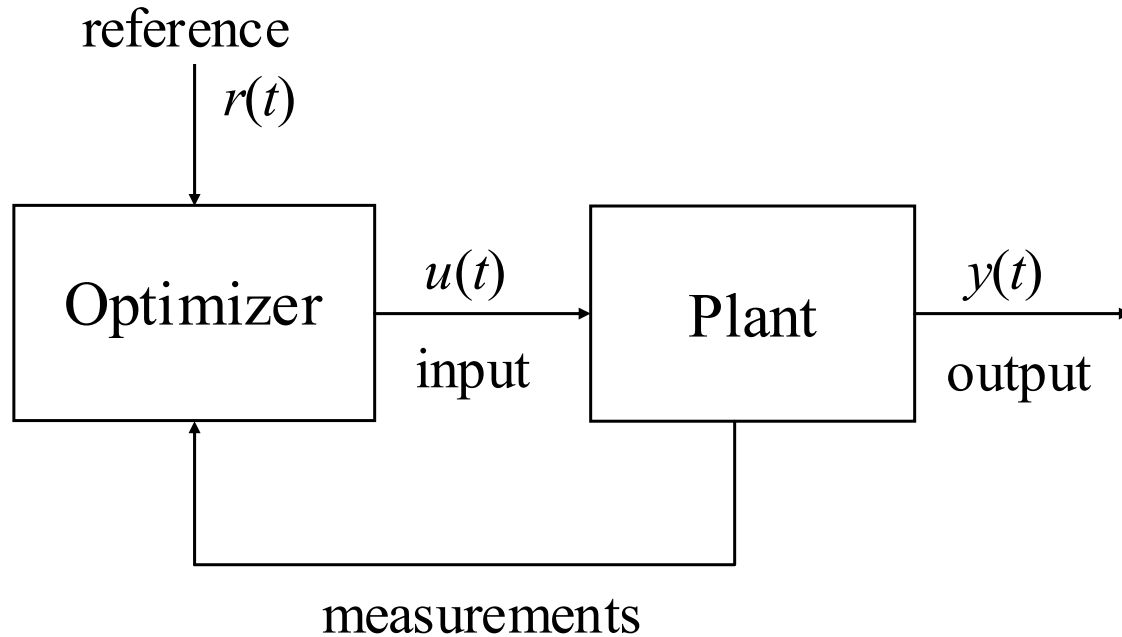 reference
r(t)
Optimizer
u(t)
input
Plant
y(t)
output
measurements